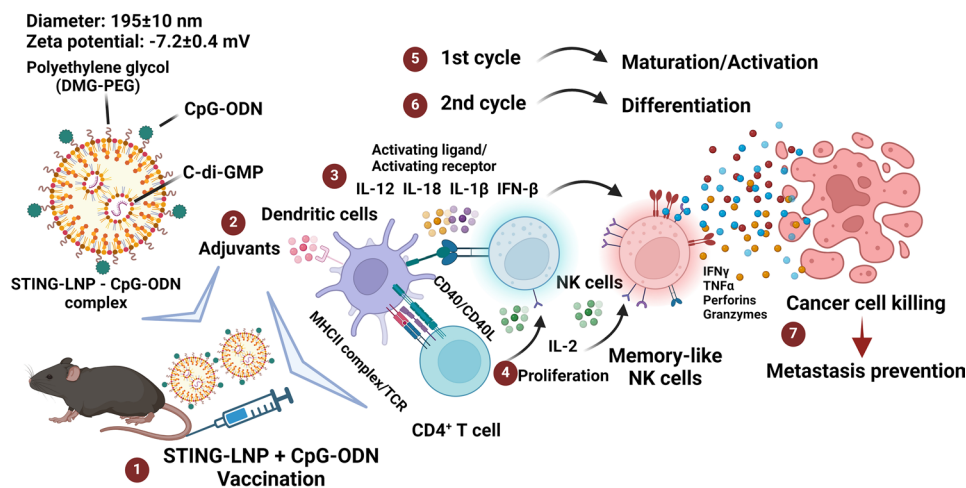 Diameter: 195±10 nm
Zeta potential: -7.2±0.4 mV
Polyethylene glycol
(DMG-PEG)
CpG-ODN
C-di-GMP
STING-LNP - CpG-ODN
complex
1
STING-LNP + CpG-ODN
Vaccination
2
Adjuvants
Dendritic cells
3
Activating ligand/
Activating receptor
IL-12 IL-18 IL-1β IFN-β
CD40/CD40L
MHCII complex/TCR
CD4⁺ T cell
NK cells
4
Proliferation
IL-2
Memory-like
NK cells
5
1st cycle
Maturation/Activation
6
2nd cycle
Differentiation
IFNγ
TNFα
Perforins
Granzymes
Cancer cell killing
7
Metastasis prevention